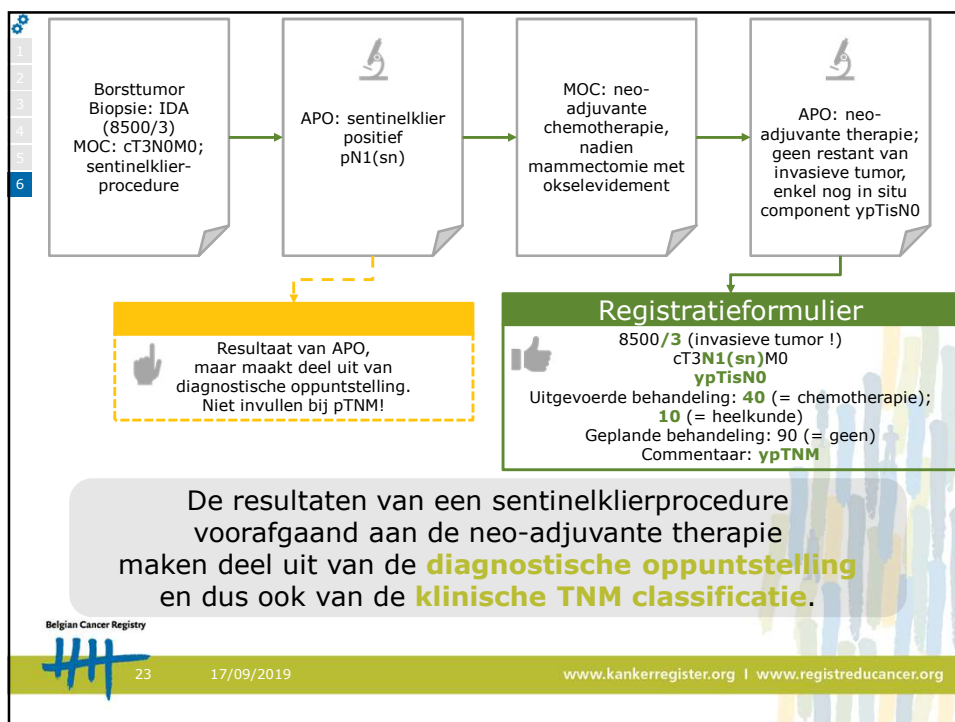 1
2
3
4
5
6
Borsttumor
Biopsie: IDA
(8500/3)
MOC: cT3N0M0;
sentinelklier-
procedure
APO: sentinelklier
positief
pN1(sn)
MOC: neo-
adjuvante
chemotherapie,
nadien
mammectomie met
okselevidement
APO: neo-
adjuvante therapie;
geen restant van
invasieve tumor,
enkel nog in situ
component ypTisN0
Resultaat van APO,
maar maakt deel uit van
diagnostische oppuntstelling.
Niet invullen bij pTNM!
Registratieformulier
8500/3 (invasieve tumor !)
cT3N1(sn)M0
ypTisN0
Uitgevoerde behandeling: 40 (= chemotherapie);
10 (= heelkunde)
Geplande behandeling: 90 (= geen)
Commentaar: ypTNM
De resultaten van een sentinelklierprocedure
voorafgaand aan de neo-adjuvante therapie
maken deel uit van de diagnostische oppuntstelling
en dus ook van de klinische TNM classificatie.
Belgian Cancer Registry
23 17/09/2019 www.kankerregister.org I www.registreducancer.org